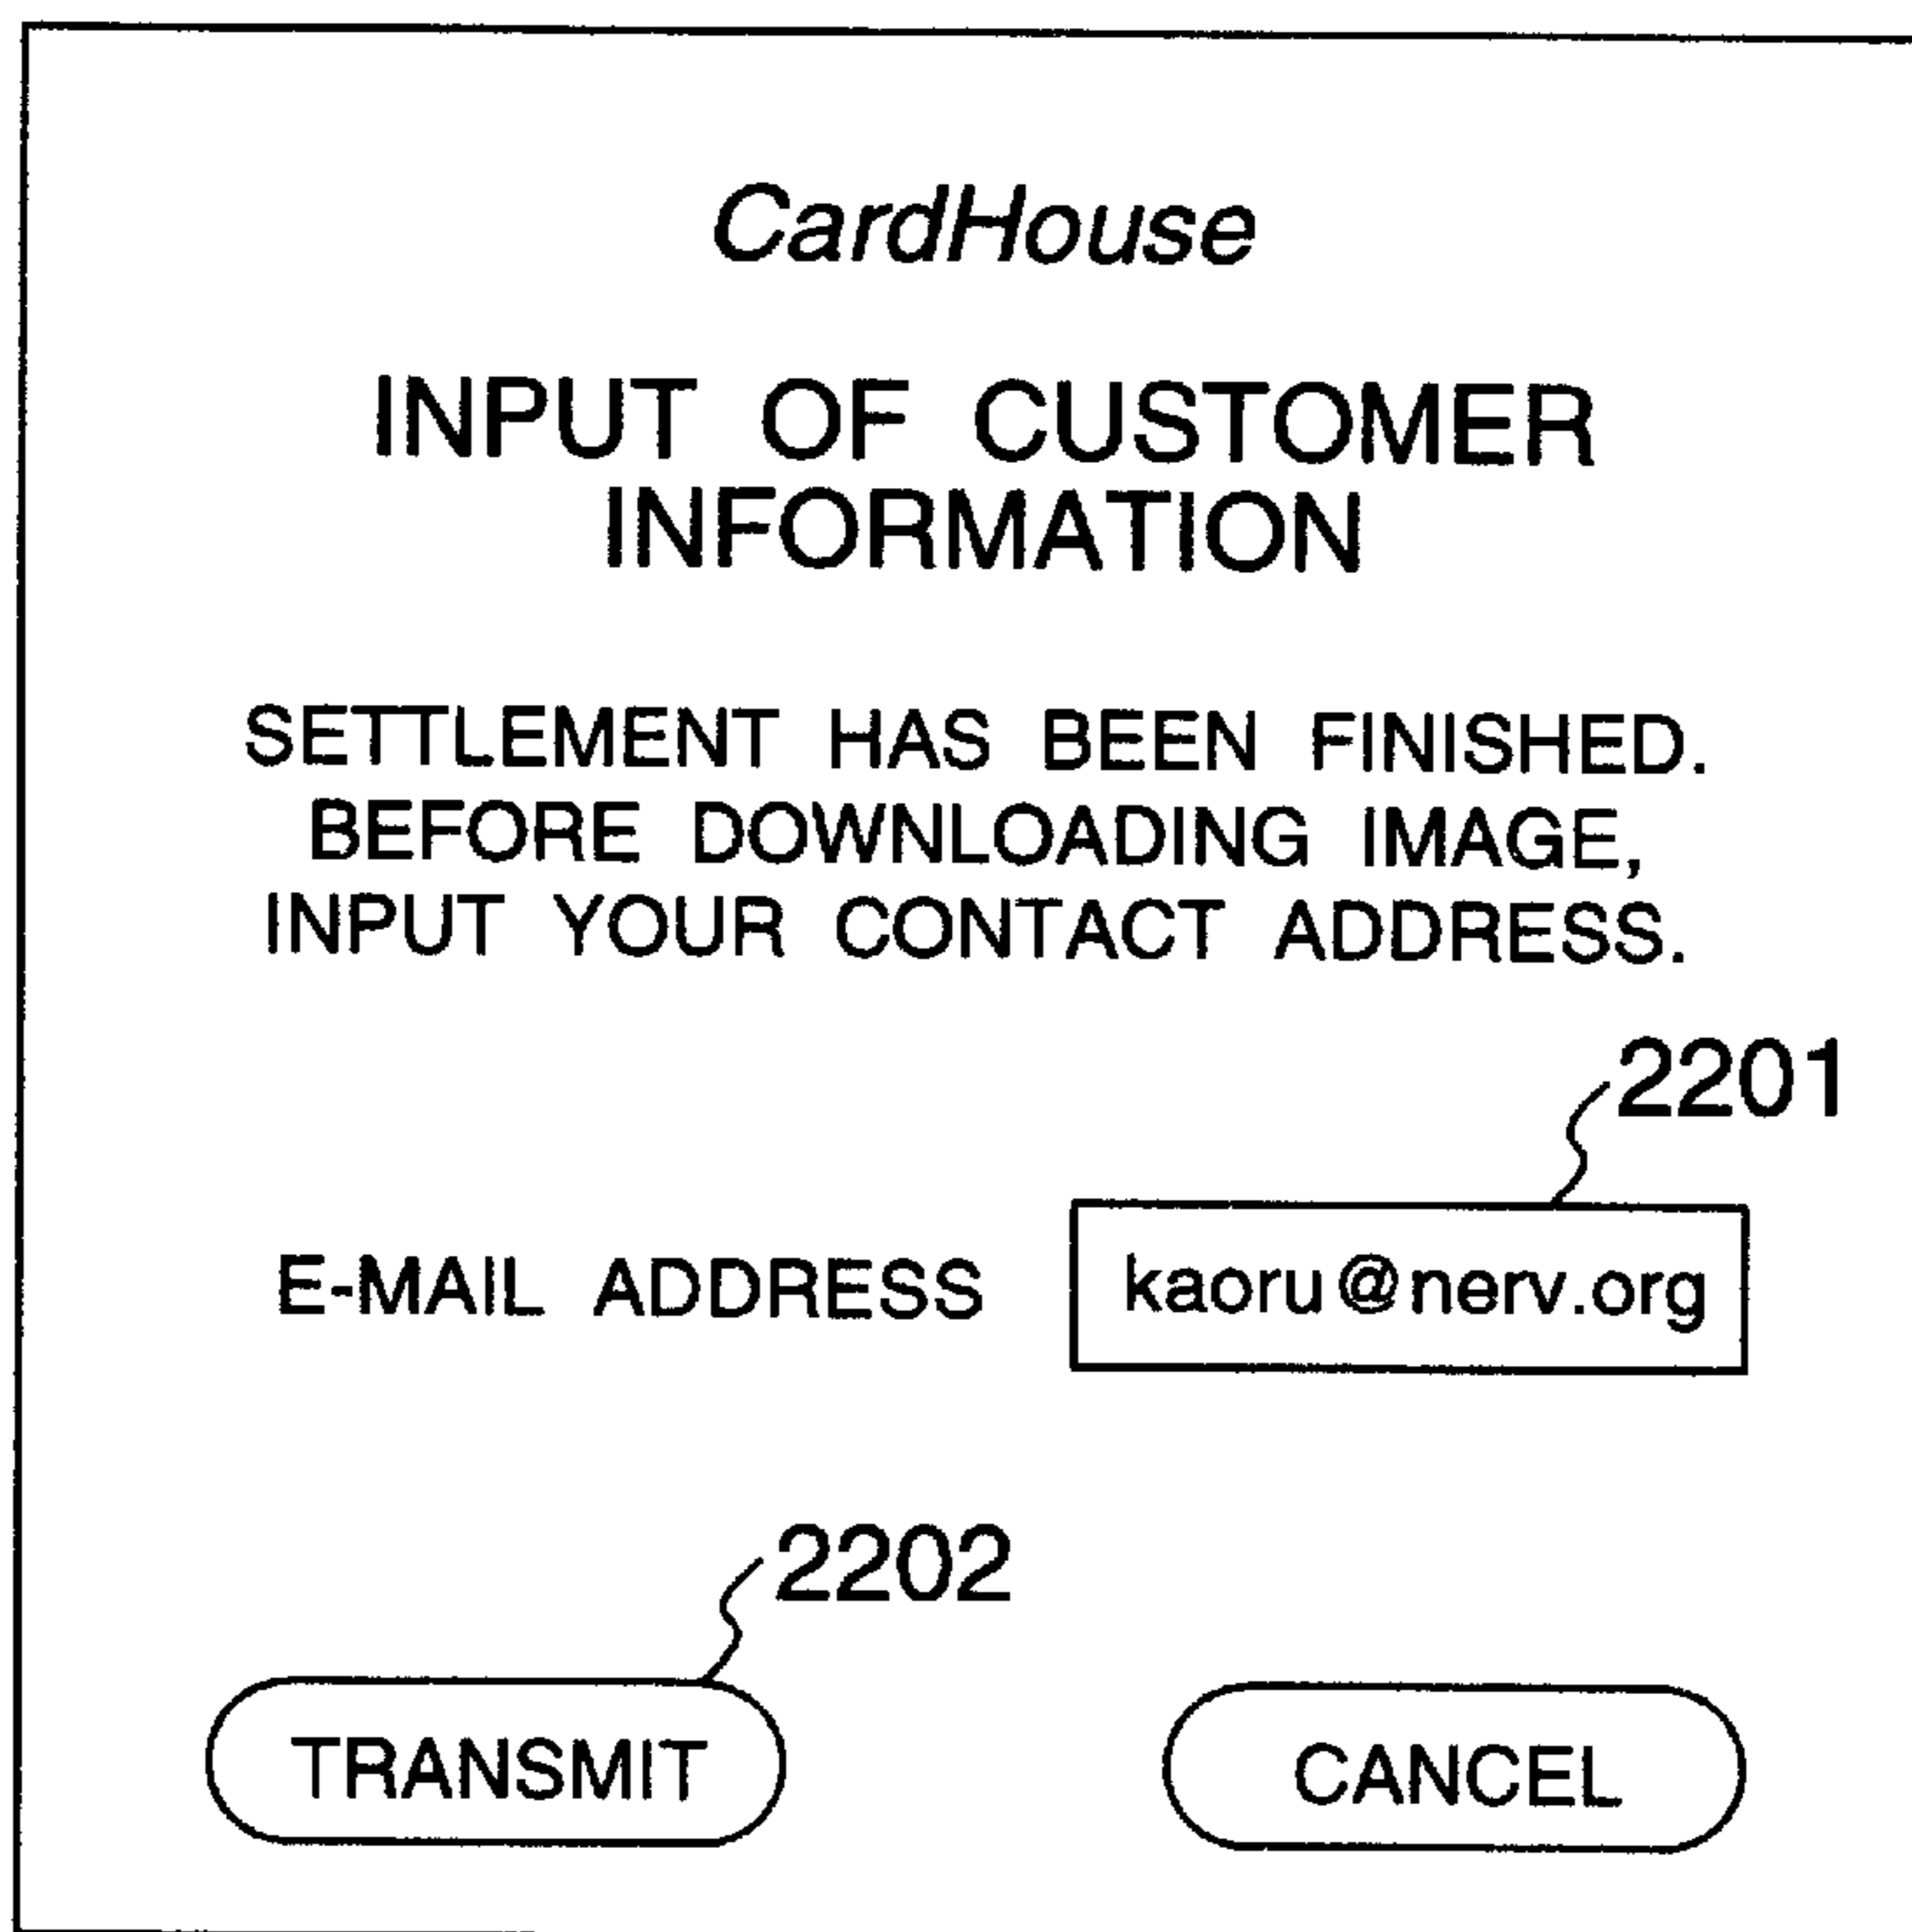 CardHouse
INPUT OF CUSTOMER
INFORMATION
SETTLEMENT HAS BEEN FINISHED.
BEFORE DOWNLOADING IMAGE,
INPUT YOUR CONTACT ADDRESS.
2201
E-MAIL ADDRESS kaoru@nerv.org
2202
TRANSMIT CANCEL